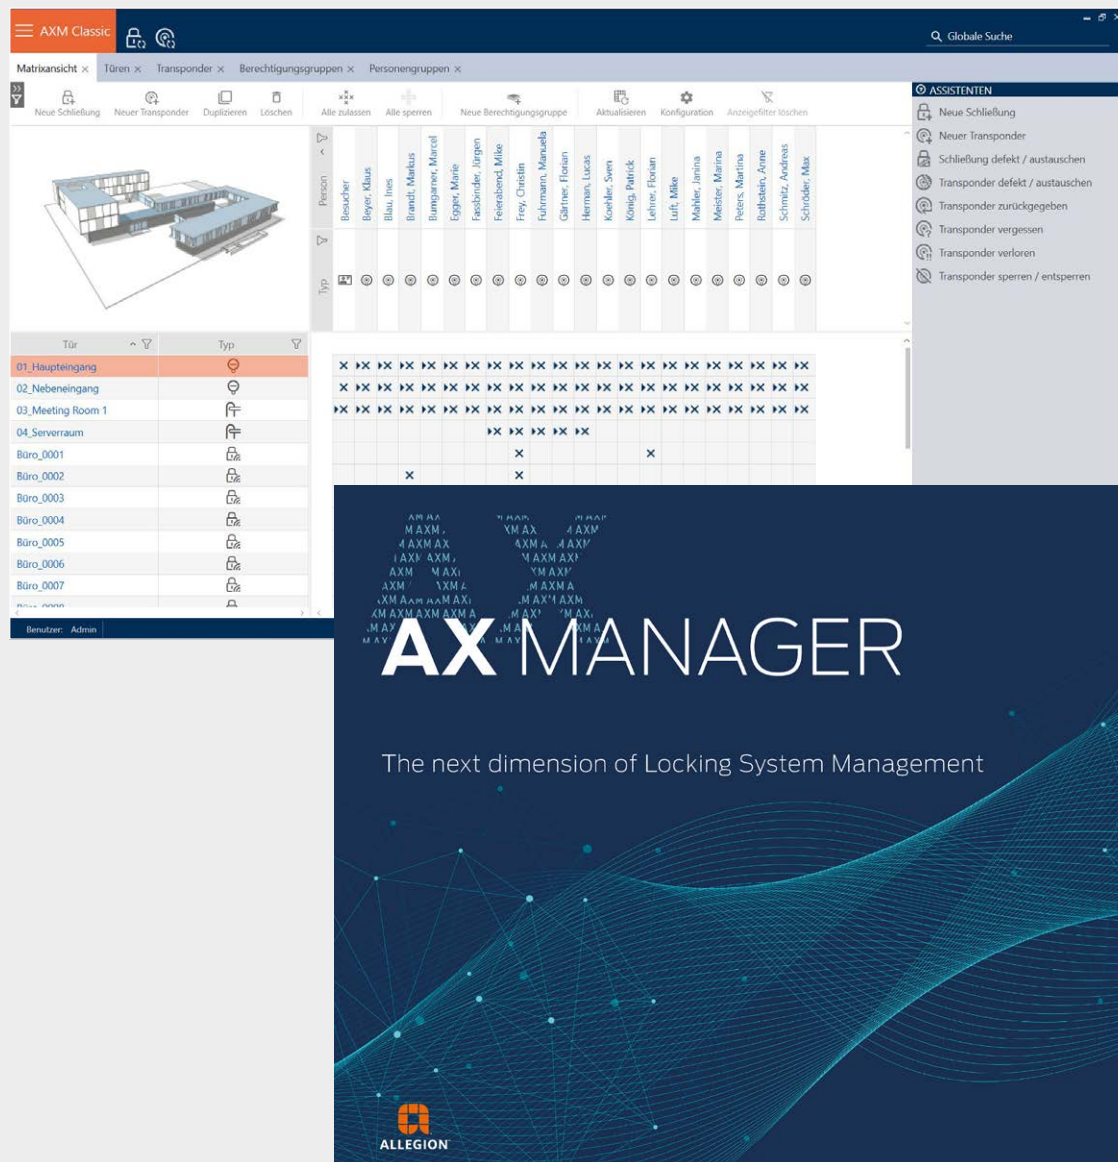 AXM Classic
Globale Suche
Matrixansicht × Türen × Transponder × Berechtigungsgruppen × Personengruppen ×
Neue Schließung Neuer Transponder Duplizieren Löschen Alle zulassen Alle sperren Neue Berechtigungsgruppe Aktualisieren Konfiguration Anzeigefilter löschen
ASSISTENTEN
Neue Schließung
Neuer Transponder
Schließung defekt / austauschen
Transponder defekt / austauschen
Transponder zurückgegeben
Transponder vergessen
Transponder verloren
Transponder sperren / entsperren
Person
Besucher
Beyer, Klaus
Blau, Ines
Brandt, Markus
Bumgarner, Marcel
Egger, Marie
Fassbinder, Jürgen
Feierabend, Mike
Frey, Christin
Fuhrmann, Manuela
Gärtner, Florian
Herman, Lucas
Koehler, Sven
König, Patrick
Lehrer, Florian
Luft, Mike
Mahler, Janina
Meister, Marina
Peters, Martina
Rothstein, Anne
Schmitz, Andreas
Schröder, Max
Typ
Tür Typ
01_Haupteingang
02_Nebeneingang
03_Meeting Room 1
04_Serverraum
Büro_0001
Büro_0002
Büro_0003
Büro_0004
Büro_0005
Büro_0006
Büro_0007
Benutzer: Admin
AX MANAGER
The next dimension of Locking System Management
ALLEGION